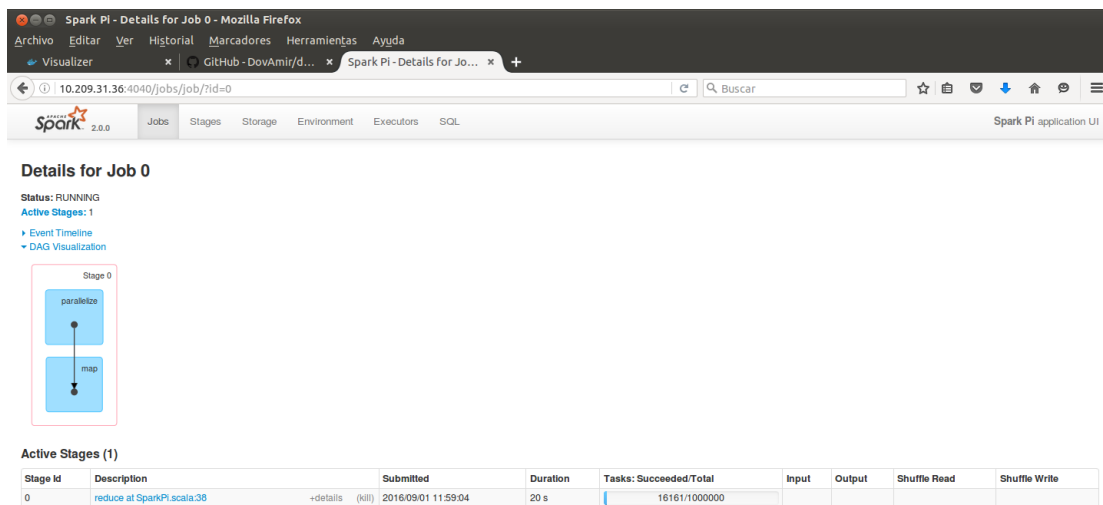 Spark Pi - Details for Job 0 - Mozilla Firefox
Archivo Editar Ver Historial Marcadores Herramientas Ayuda
Visualizer × GitHub - DovAmir/d... × Spark Pi - Details for Jo... × +
10.209.31.36:4040/jobs/job/?id=0 Buscar
APACHE Spark 2.0.0 Jobs Stages Storage Environment Executors SQL Spark Pi application UI
Details for Job 0
Status: RUNNING
Active Stages: 1
Event Timeline
DAG Visualization
Stage 0
parallelize
map
Active Stages (1)
Stage Id Description Submitted Duration Tasks: Succeeded/Total Input Output Shuffle Read Shuffle Write
0 reduce at SparkPi.scala:38 +details (kill) 2016/09/01 11:59:04 20 s 16161/1000000